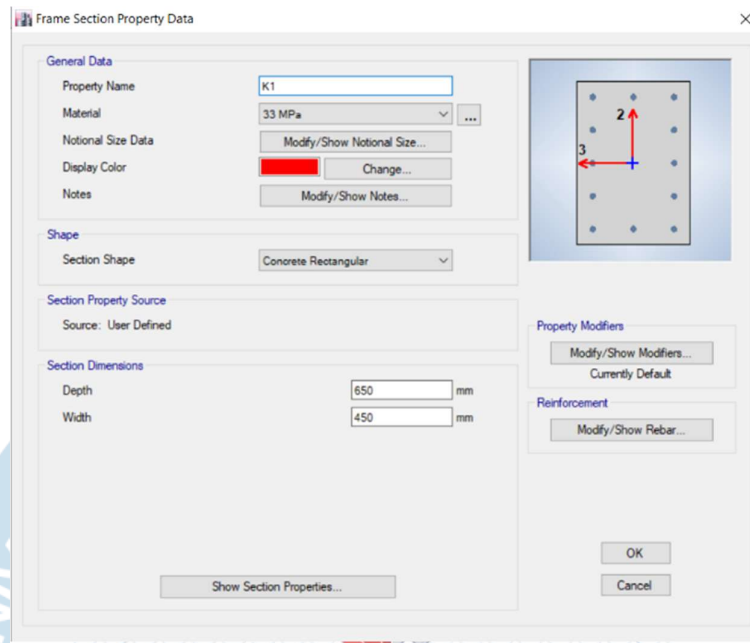 Frame Section Property Data
General Data
Property Name K1
Material 33 MPa ...
Notional Size Data Modify/Show Notional Size...
Display Color Change...
Notes Modify/Show Notes...
2
3
Shape
Section Shape Concrete Rectangular
Section Property Source
Source: User Defined
Property Modifiers
Modify/Show Modifiers...
Currently Default
Section Dimensions
Depth 650 mm
Width 450 mm
Reinforcement
Modify/Show Rebar...
Show Section Properties...
OK
Cancel